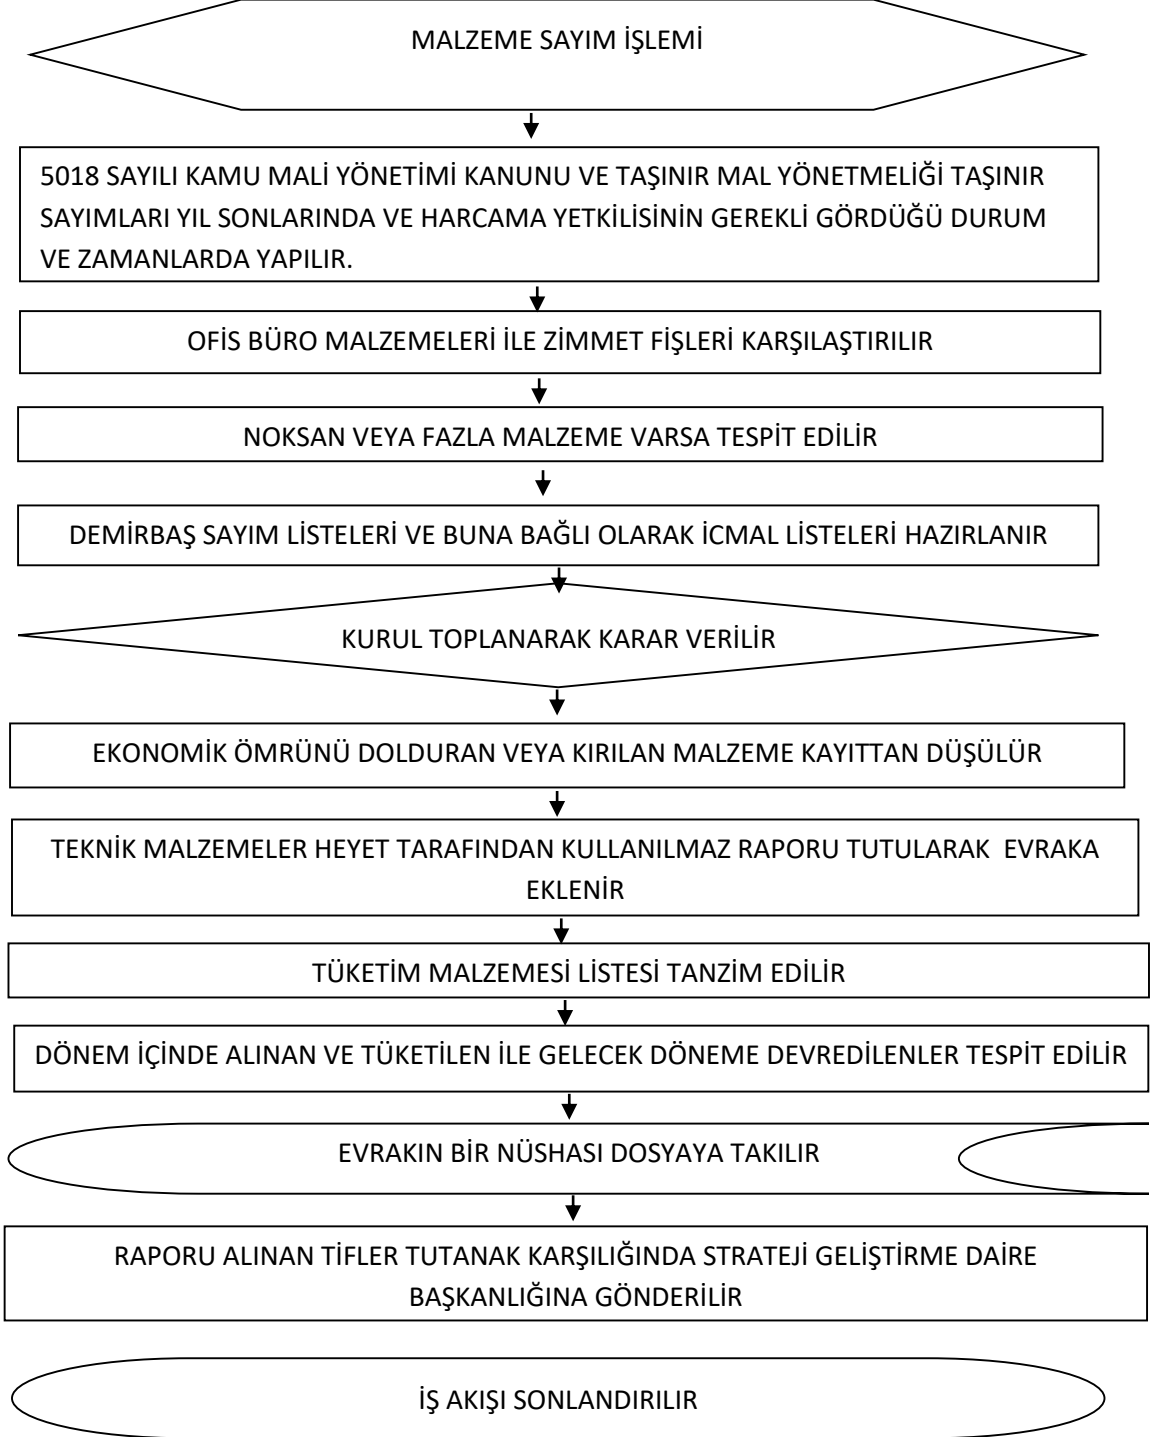 MALZEME SAYIM İŞLEMİ
5018 SAYILI KAMU MALİ YÖNETİMİ KANUNU VE TAŞINIR MAL YÖNETMELİĞİ TAŞINIR
SAYIMLARI YIL SONLARINDA VE HARCAMA YETKİLİSİNİN GEREKLİ GÖRDÜĞÜ DURUM
VE ZAMANLARDA YAPILIR.
OFİS BÜRO MALZEMELERİ İLE ZİMMET FİŞLERİ KARŞILAŞTIRILIR
NOKSAN VEYA FAZLA MALZEME VARSA TESPİT EDİLİR
DEMİRBAŞ SAYIM LİSTELERİ VE BUNA BAĞLI OLARAK İCMAL LİSTELERİ HAZIRLANIR
KURUL TOPLANARAK KARAR VERİLİR
EKONOMİK ÖMRÜNÜ DOLDURAN VEYA KIRILAN MALZEME KAYITTAN DÜŞÜLÜR
TEKNİK MALZEMELER HEYET TARAFINDAN KULLANILMAZ RAPORU TUTULARAK  EVRAKA
EKLENİR
TÜKETİM MALZEMESİ LİSTESİ TANZİM EDİLİR
DÖNEM İÇİNDE ALINAN VE TÜKETİLEN İLE GELECEK DÖNEME DEVREDİLENLER TESPİT EDİLİR
EVRAKIN BİR NÜSHASI DOSYAYA TAKILIR
RAPORU ALINAN TİFLER TUTANAK KARŞILIĞINDA STRATEJİ GELİŞTİRME DAİRE
BAŞKANLIĞINA GÖNDERİLİR
İŞ AKIŞI SONLANDIRILIR